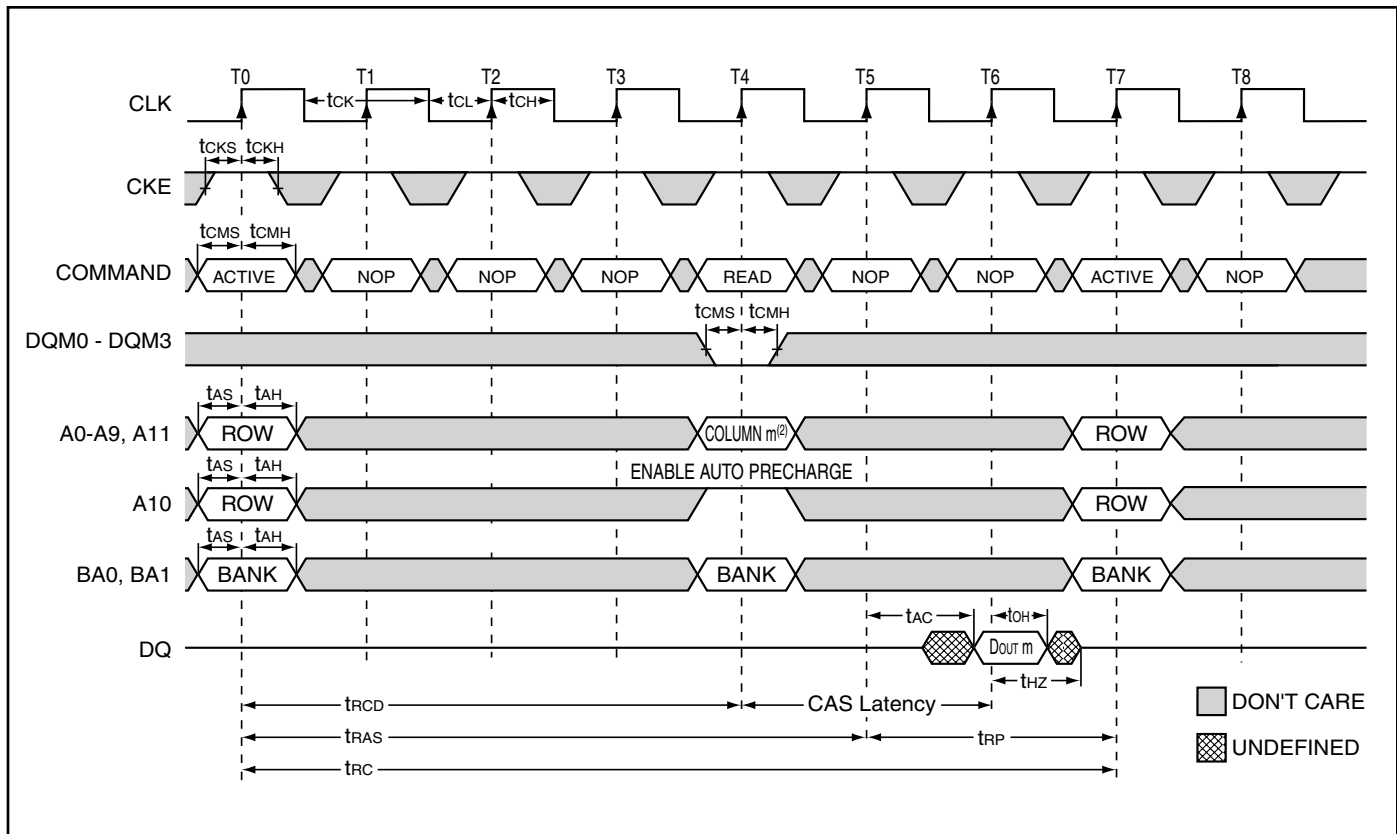 T0 T1 T2 T3 T4 T5 T6 T7 T8
CLK
tCK tCL tCH
tCKS tCKH
CKE
tCMS tCMH
COMMAND ACTIVE NOP NOP NOP READ NOP NOP ACTIVE NOP
tCMS tCMH
DQM0 - DQM3
tAS tAH
A0-A9, A11 ROW COLUMN m(2) ROW
tAS tAH ENABLE AUTO PRECHARGE
A10 ROW ROW
tAS tAH
BA0, BA1 BANK BANK BANK
tAC tOH
DQ DOUT m
tHZ
tRCD CAS Latency
DON'T CARE
tRAS tRP
UNDEFINED
tRC